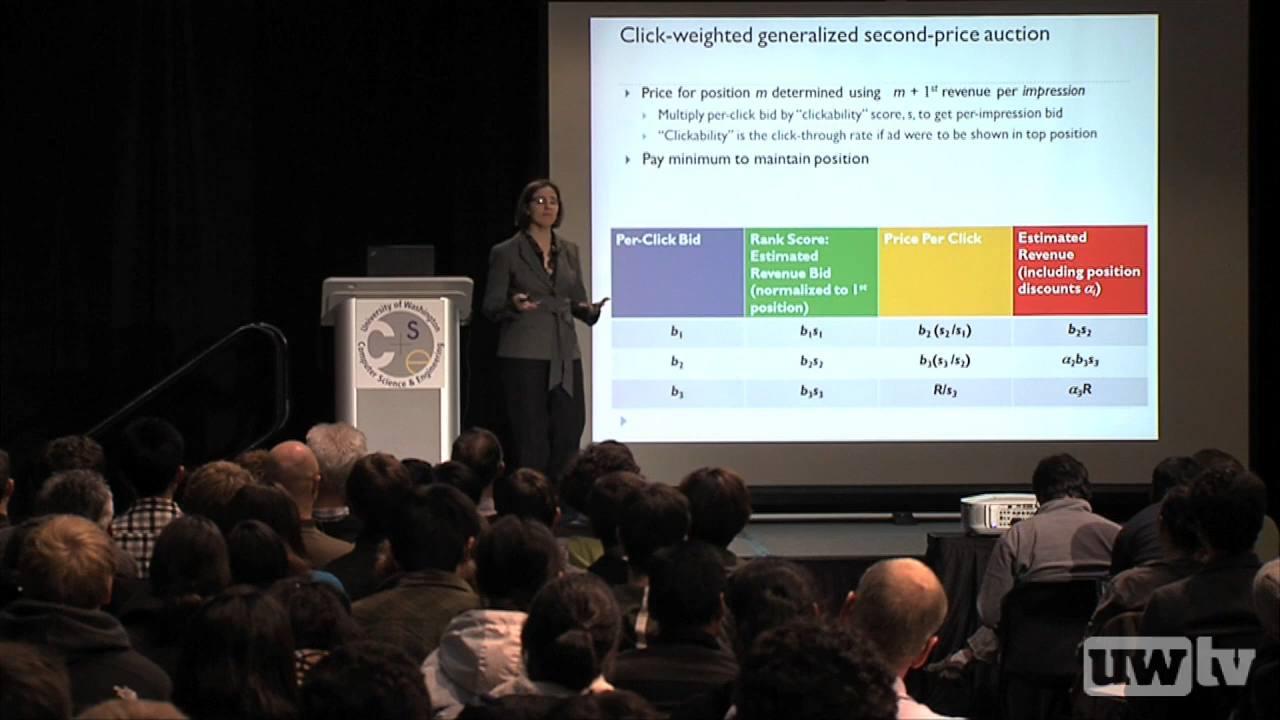 Click-weighted generalized second-price auction
Price for position m determined using m + 1st revenue per impression
Multiply per-click bid by “clickability” score, s, to get per-impression bid
“Clickability” is the click-through rate if ad were to be shown in top position
Pay minimum to maintain position
Per-Click Bid
Rank Score:
Estimated
Revenue Bid
(normalized to 1st
position)
Price Per Click
Estimated
Revenue
(including position
discounts αi)
b1 b1s1 b2 (s2/s1) b2s2
b2 b2s2 b3(s3/s2) α2b3s3
b3 b3s3 R/s3 α3R
University of Washington
C S e
Computer Science & Engineering
uwtv